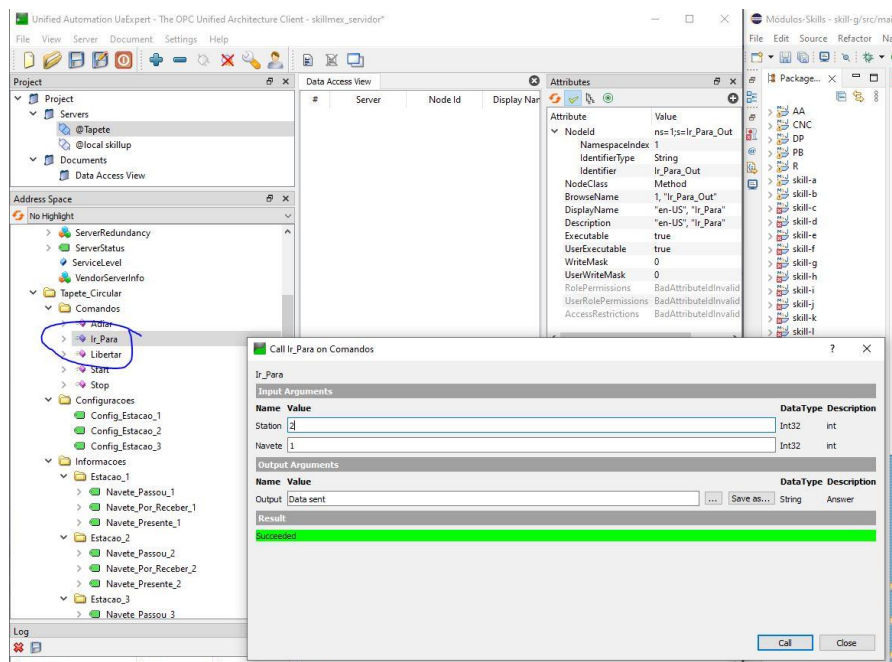 Unified Automation UaExpert - The OPC Unified Architecture Client - skillmex_servidor*
File View Server Document Settings Help
Project
Project
Servers
@Tapete
@local skillup
Documents
Data Access View
Address Space
No Highlight
ServerRedundancy
ServerStatus
ServiceLevel
VendorServerInfo
Tapete_Circular
Comandos
Adiar
Ir_Para
Libertar
Start
Stop
Configuracoes
Config_Estacao_1
Config_Estacao_2
Config_Estacao_3
Informacoes
Estacao_1
Navete_Passou_1
Navete_Por_Receber_1
Navete_Presente_1
Estacao_2
Navete_Passou_2
Navete_Por_Receber_2
Navete_Presente_2
Estacao_3
Navete Passou 3
Log
Data Access View
# Server Node Id Display Nar
Attributes
Attribute Value
NodeId ns=1;s=Ir_Para_Out
NamespaceIndex 1
IdentifierType String
Identifier Ir_Para_Out
NodeClass Method
BrowseName 1, "Ir_Para_Out"
DisplayName "en-US", "Ir_Para"
Description "en-US", "Ir_Para"
Executable true
UserExecutable true
WriteMask 0
UserWriteMask 0
RolePermissions BadAttributeIdInvalid
UserRolePermissions BadAttributeIdInvalid
AccessRestrictions BadAttributeIdInvalid
Módulos-Skills - skill-g/src/ma
File Edit Source Refactor Na
Package...
AA
CNC
DP
PB
R
skill-a
skill-b
skill-c
skill-d
skill-e
skill-f
skill-g
skill-h
skill-i
skill-j
skill-k
skill-l
Call Ir_Para on Comandos
Ir_Para
Input Arguments
Name Value DataType Description
Station 2 Int32 int
Navete 1 Int32 int
Output Arguments
Name Value DataType Description
Output Data sent ... Save as... String Answer
Result
Succeeded
Call Close